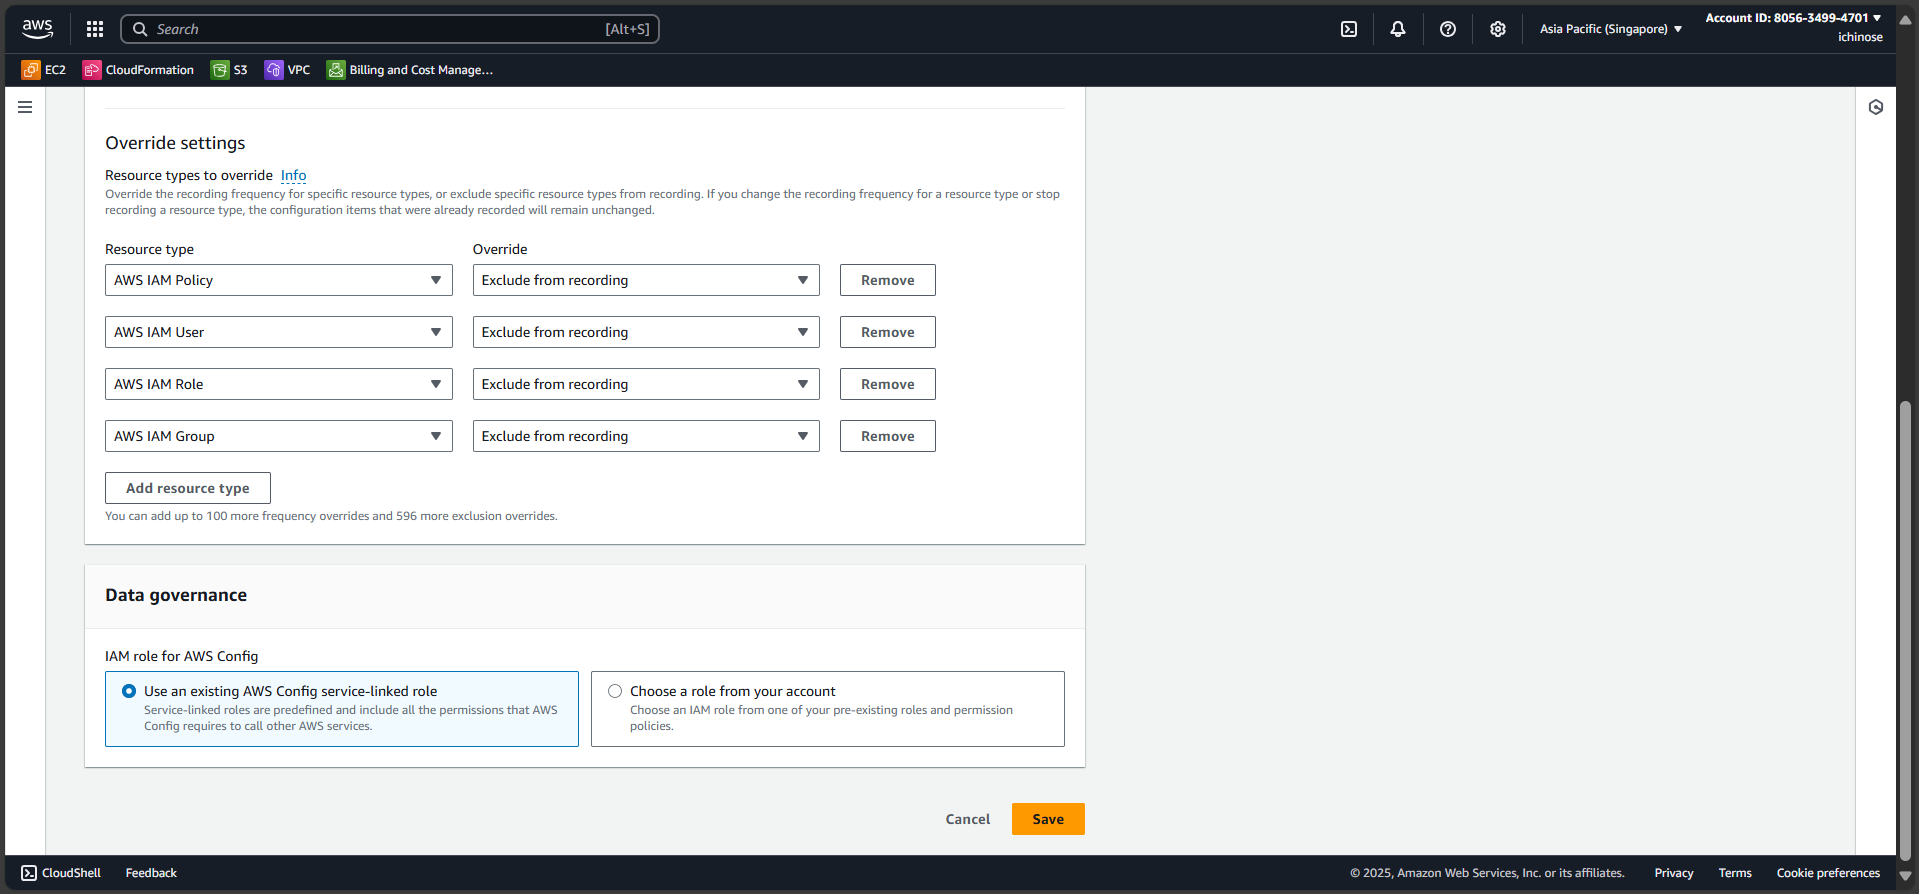 aws
Search [Alt+S]
Asia Pacific (Singapore)
Account ID: 8056-3499-4701
ichinose
EC2 CloudFormation S3 VPC Billing and Cost Manage...
Override settings
Resource types to override Info
Override the recording frequency for specific resource types, or exclude specific resource types from recording. If you change the recording frequency for a resource type or stop
recording a resource type, the configuration items that were already recorded will remain unchanged.
Resource type Override
AWS IAM Policy Exclude from recording Remove
AWS IAM User Exclude from recording Remove
AWS IAM Role Exclude from recording Remove
AWS IAM Group Exclude from recording Remove
Add resource type
You can add up to 100 more frequency overrides and 596 more exclusion overrides.
Data governance
IAM role for AWS Config
Use an existing AWS Config service-linked role
Service-linked roles are predefined and include all the permissions that AWS
Config requires to call other AWS services.
Choose a role from your account
Choose an IAM role from one of your pre-existing roles and permission
policies.
Cancel Save
CloudShell Feedback © 2025, Amazon Web Services, Inc. or its affiliates. Privacy Terms Cookie preferences